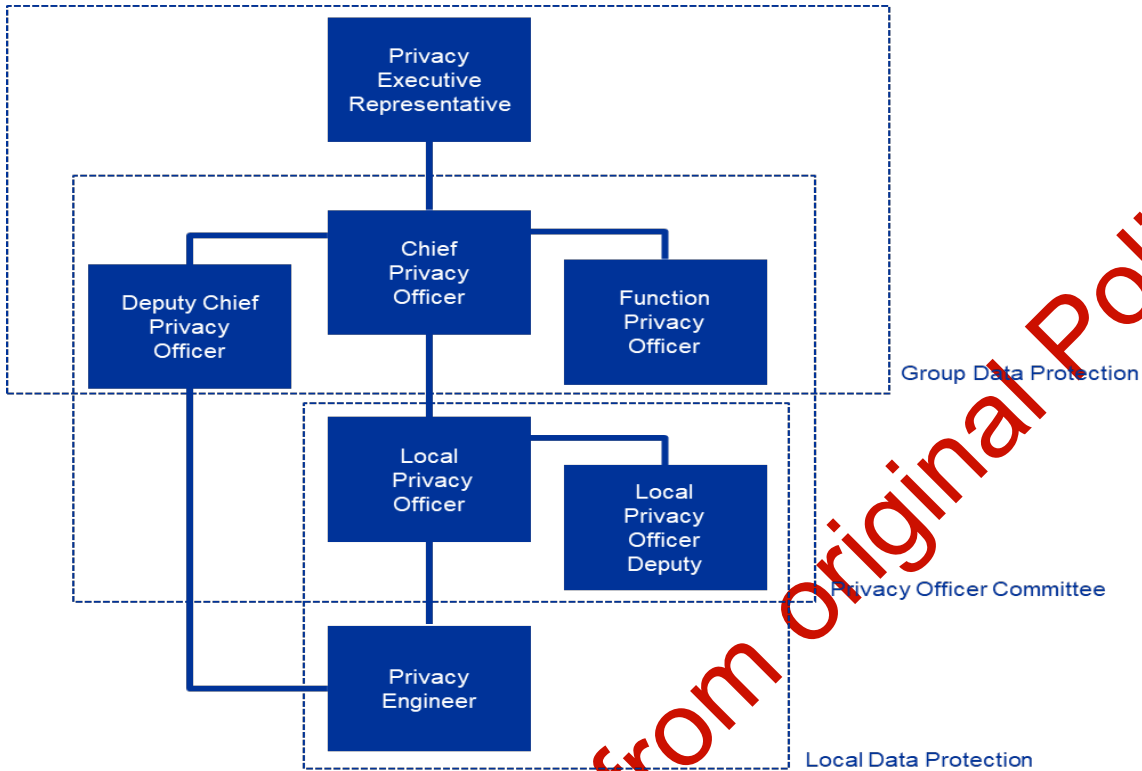 Privacy
Executive
Representative
Chief
Privacy
Officer
Deputy Chief
Privacy
Officer
Function
Privacy
Officer
Group Data Protection
Local
Privacy
Officer
Local
Privacy
Officer
Deputy
Privacy Officer Committee
Privacy
Engineer
Local Data Protection
from original